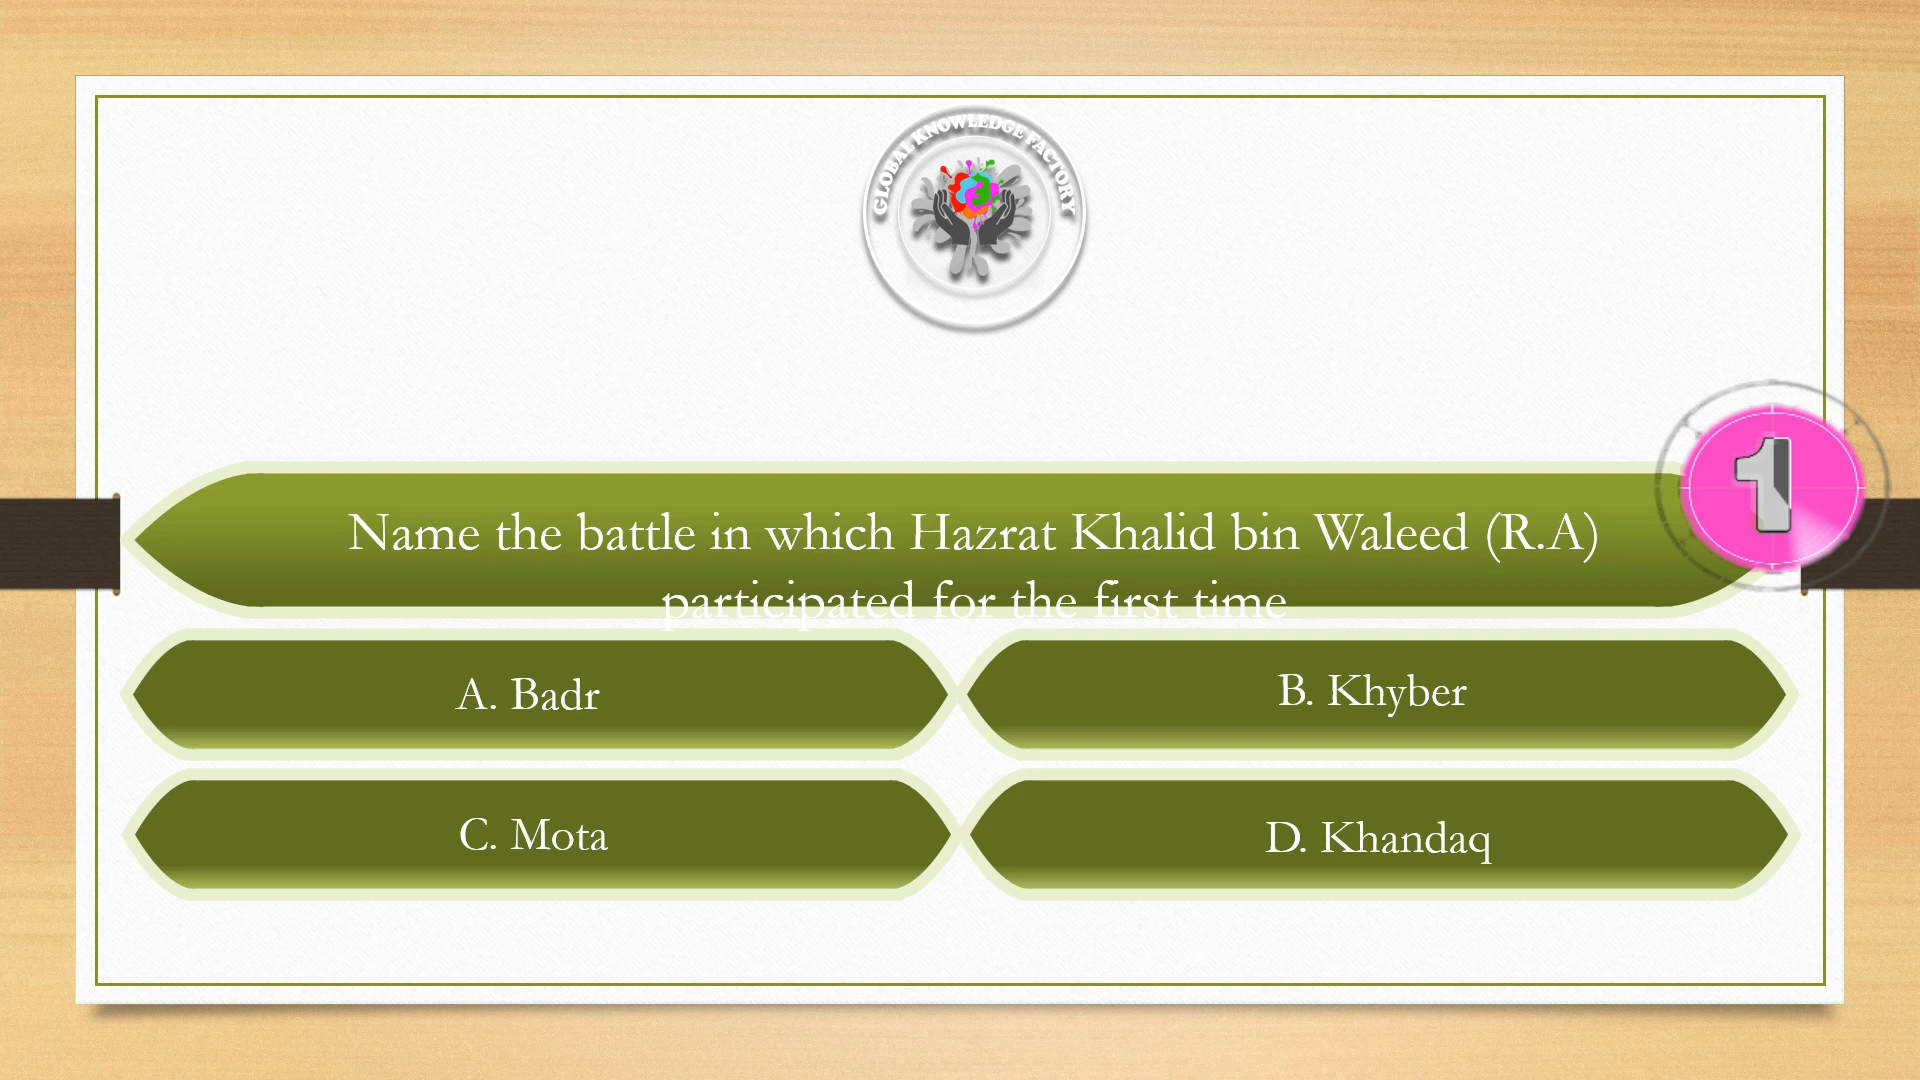 GLOBAL KNOWLEDGE FACTORY
1
Name the battle in which Hazrat Khalid bin Waleed (R.A)
participated for the first time
A. Badr
B. Khyber
C. Mota
D. Khandaq